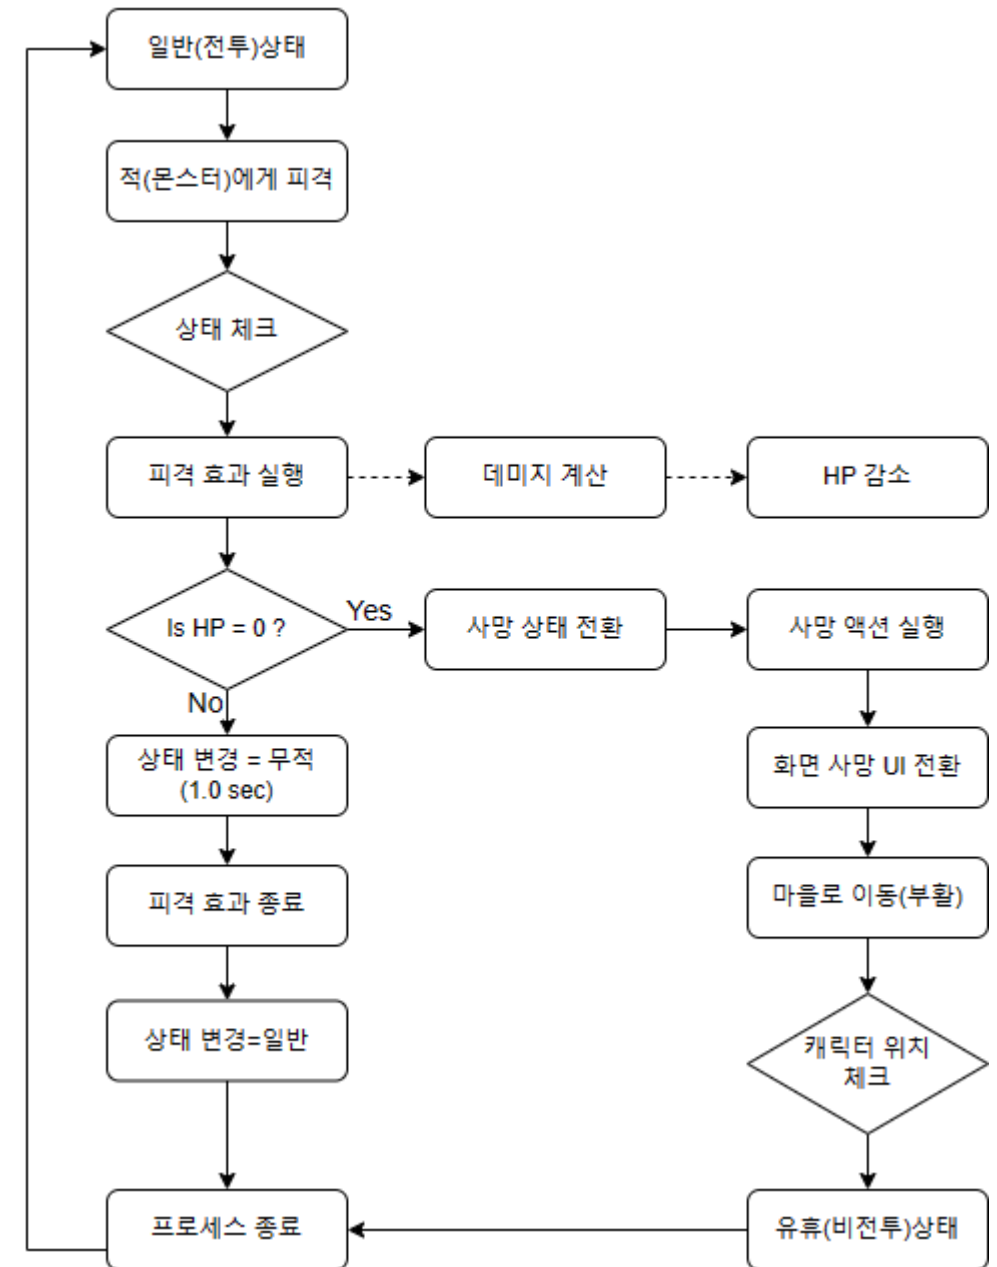 일반(전투)상태
적(몬스터)에게 피격
상태 체크
피격 효과 실행
데미지 계산
HP 감소
Is HP = 0 ?
Yes
사망 상태 전환
사망 액션 실행
No
상태 변경 = 무적
(1.0 sec)
화면 사망 UI 전환
피격 효과 종료
마을로 이동(부활)
상태 변경=일반
캐릭터 위치
체크
프로세스 종료
유휴(비전투)상태